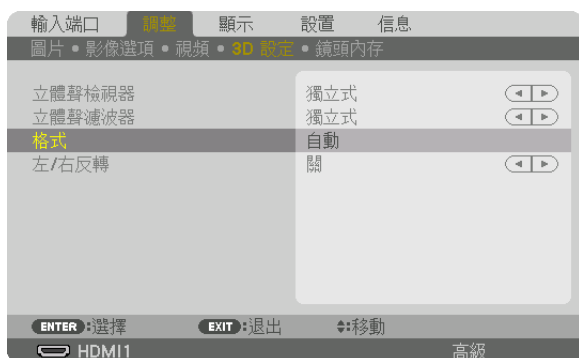 輸入端口 調整 顯示 設置 信息
圖片 • 影像選項 • 視頻 • 3D 設定 • 鏡頭內存
立體聲檢視器 獨立式
立體聲濾波器 獨立式
格式 自動
左/右反轉 關
ENTER:選擇 EXIT:退出 :移動
HDMI1 高級